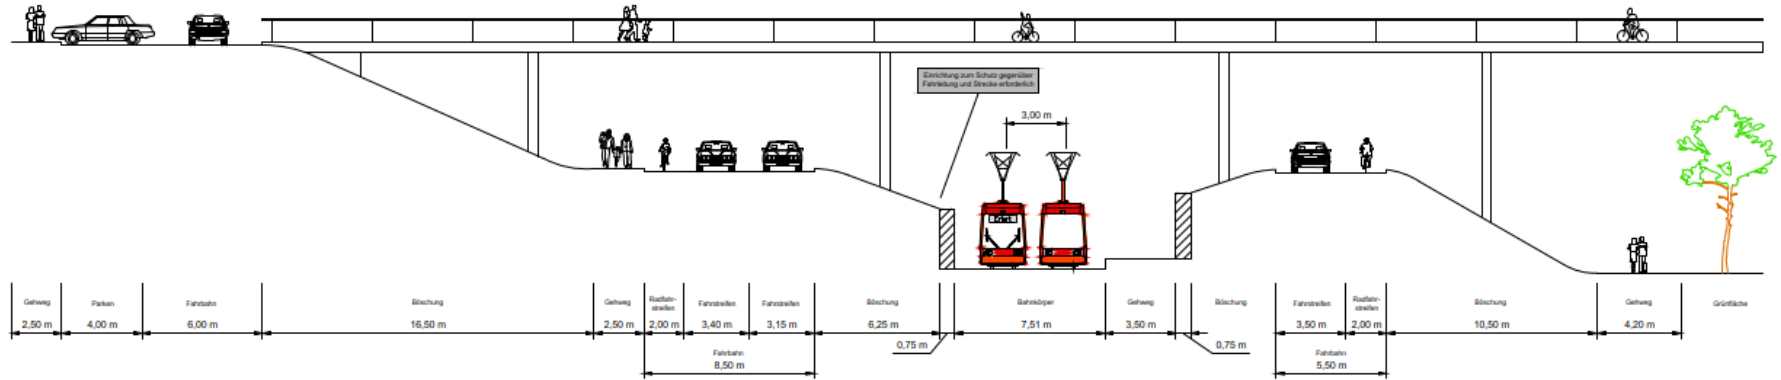 Einrichtung zum Schutz gegenüber
Fahrleitung und Strecke erforderlich
3,00 m
Erfurt
Gehweg
Parken
Fahrbahn
Böschung
Gehweg
Radfahr-
streifen
Fahrstreifen
Fahrstreifen
Böschung
Bahnkörper
Gehweg
Böschung
Fahrstreifen
Radfahr-
streifen
Böschung
Gehweg
Grünfläche
2,50 m
4,00 m
6,00 m
16,50 m
2,50 m
2,00 m
3,40 m
3,15 m
6,25 m
7,51 m
3,50 m
3,50 m
2,00 m
10,50 m
4,20 m
0,75 m
0,75 m
Fahrbahn
8,50 m
Fahrbahn
5,50 m